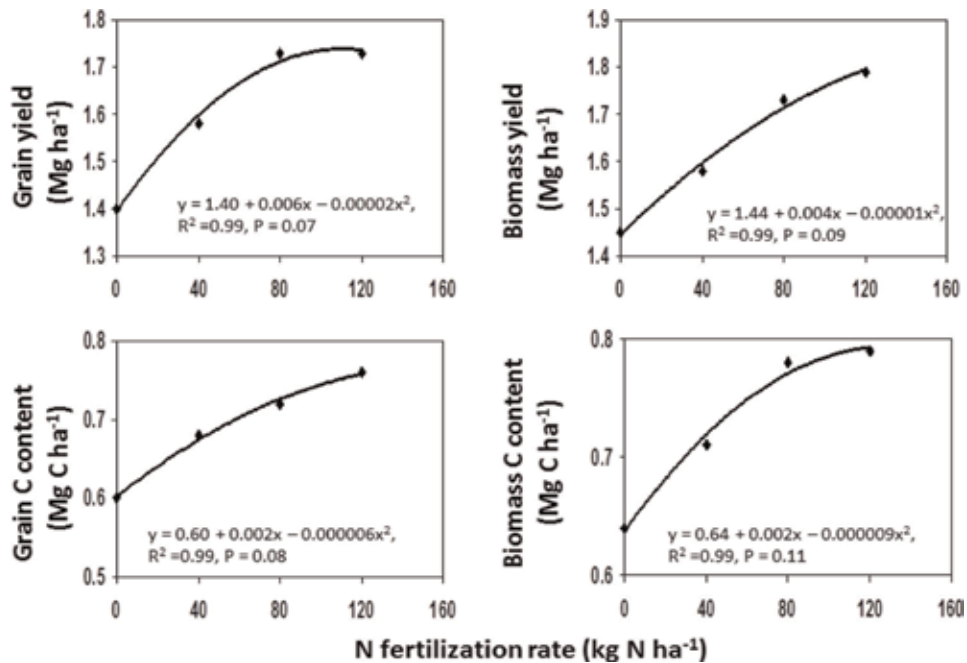 Grain yield
(Mg ha⁻¹)
1.8
1.7
1.6
1.5
1.4
1.3
y = 1.40 + 0.006x – 0.00002x²,
R² =0.99, P = 0.07
0 40 80 120 160
Biomass yield
(Mg ha⁻¹)
1.9
1.8
1.7
1.6
1.5
1.4
y = 1.44 + 0.004x – 0.00001x²,
R² =0.99, P = 0.09
0 40 80 120 160
Grain C content
(Mg C ha⁻¹)
0.8
0.7
0.6
0.5
y = 0.60 + 0.002x – 0.000006x²,
R² =0.99, P = 0.08
0 40 80 120 160
Biomass C content
(Mg C ha⁻¹)
0.8
0.7
0.6
y = 0.64 + 0.002x – 0.000009x²,
R² =0.99, P = 0.11
0 40 80 120 160
N fertilization rate (kg N ha⁻¹)